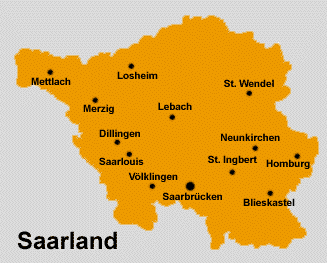 Losheim
Mettlach
St. Wendel
Merzig
Lebach
Dillingen
Neunkirchen
Saarlouis
St. Ingbert
Homburg
Völklingen
Saarbrücken
Blieskastel
Saarland